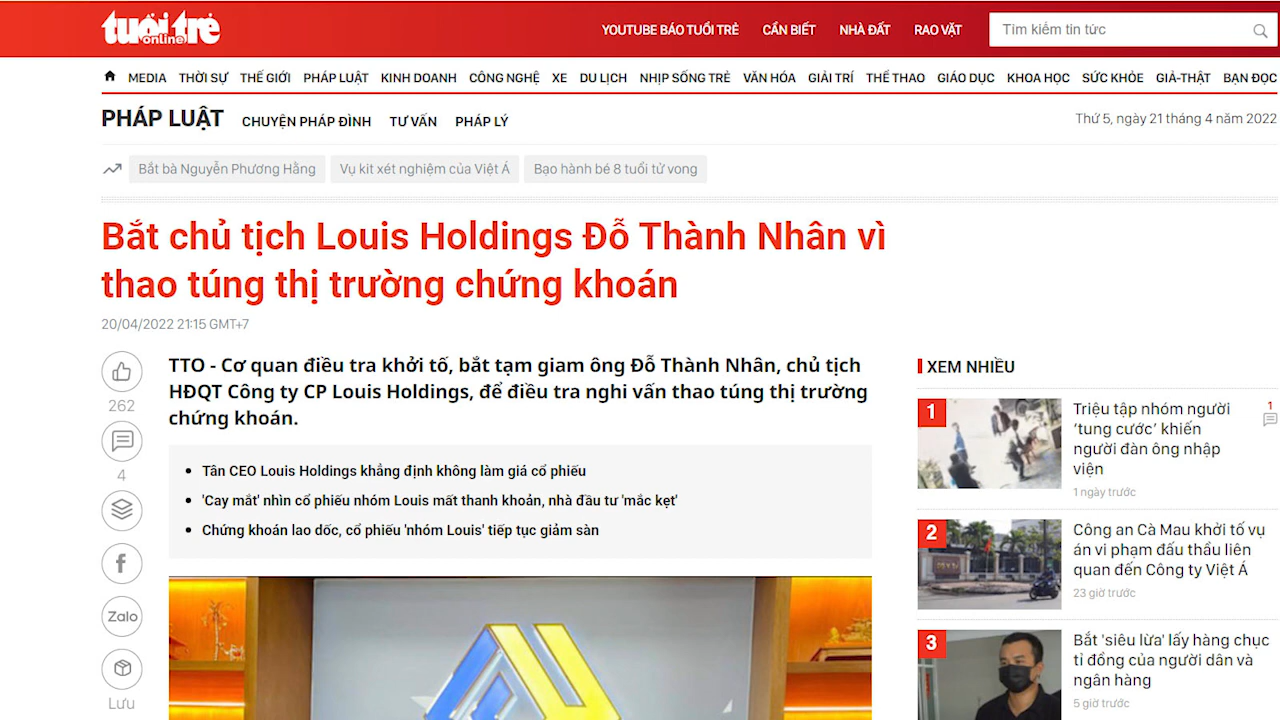 tuổi trẻ online
YOUTUBE BÁO TUỔI TRẺ CẦN BIẾT NHÀ ĐẤT RAO VẶT
Tìm kiếm tin tức
MEDIA THỜI SỰ THẾ GIỚI PHÁP LUẬT KINH DOANH CÔNG NGHỆ XE DU LỊCH NHỊP SỐNG TRẺ VĂN HÓA GIẢI TRÍ THỂ THAO GIÁO DỤC KHOA HỌC SỨC KHỎE GIẢ-THẬT BẠN ĐỌC
PHÁP LUẬT CHUYỆN PHÁP ĐÌNH TƯ VẤN PHÁP LÝ
Thứ 5, ngày 21 tháng 4 năm 2022
Bắt bà Nguyễn Phương Hằng Vụ kit xét nghiệm của Việt Á Bạo hành bé 8 tuổi tử vong
Bắt chủ tịch Louis Holdings Đỗ Thành Nhân vì
thao túng thị trường chứng khoán
20/04/2022 21:15 GMT+7
262
4
f
Zalo
Lưu
TTO - Cơ quan điều tra khởi tố, bắt tạm giam ông Đỗ Thành Nhân, chủ tịch
HĐQT Công ty CP Louis Holdings, để điều tra nghi vấn thao túng thị trường
chứng khoán.
Tân CEO Louis Holdings khẳng định không làm giá cổ phiếu
'Cay mắt' nhìn cổ phiếu nhóm Louis mất thanh khoản, nhà đầu tư 'mắc kẹt'
Chứng khoán lao dốc, cổ phiếu 'nhóm Louis' tiếp tục giảm sàn
XEM NHIỀU
1
Triệu tập nhóm người
‘tung cước’ khiến
người đàn ông nhập
viện
1
1 ngày trước
2
Công an Cà Mau khởi tố vụ
án vi phạm đấu thầu liên
quan đến Công ty Việt Á
23 giờ trước
3
Bắt 'siêu lừa' lấy hàng chục
tỉ đồng của người dân và
ngân hàng
5 giờ trước